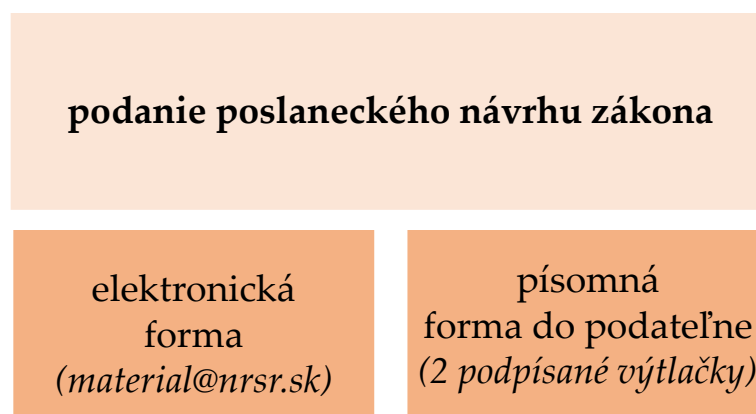 podanie poslaneckého návrhu zákona
elektronická
forma
(material@nrsr.sk)
písomná
forma do podateľne
(2 podpísané výtlačky)